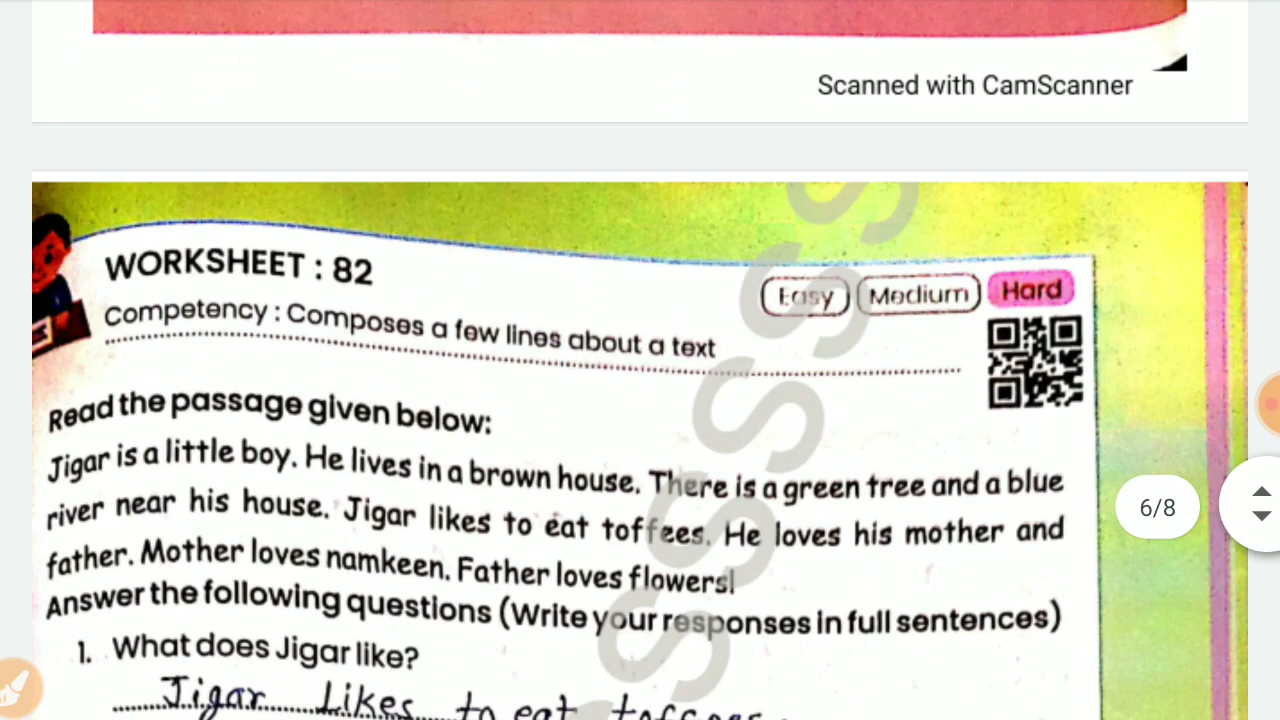 Scanned with CamScanner
WORKSHEET : 82
Easy Medium Hard
Competency : Composes a few lines about a text
Read the passage given below:
Jigar is a little boy. He lives in a brown house. There is a green tree and a blue
river near his house. Jigar likes to eat toffees. He loves his mother and
father. Mother loves namkeen. Father loves flowers!
Answer the following questions (Write your responses in full sentences)
6/8
1. What does Jigar like?
Jigar Likes to eat toffees.
SSSSS